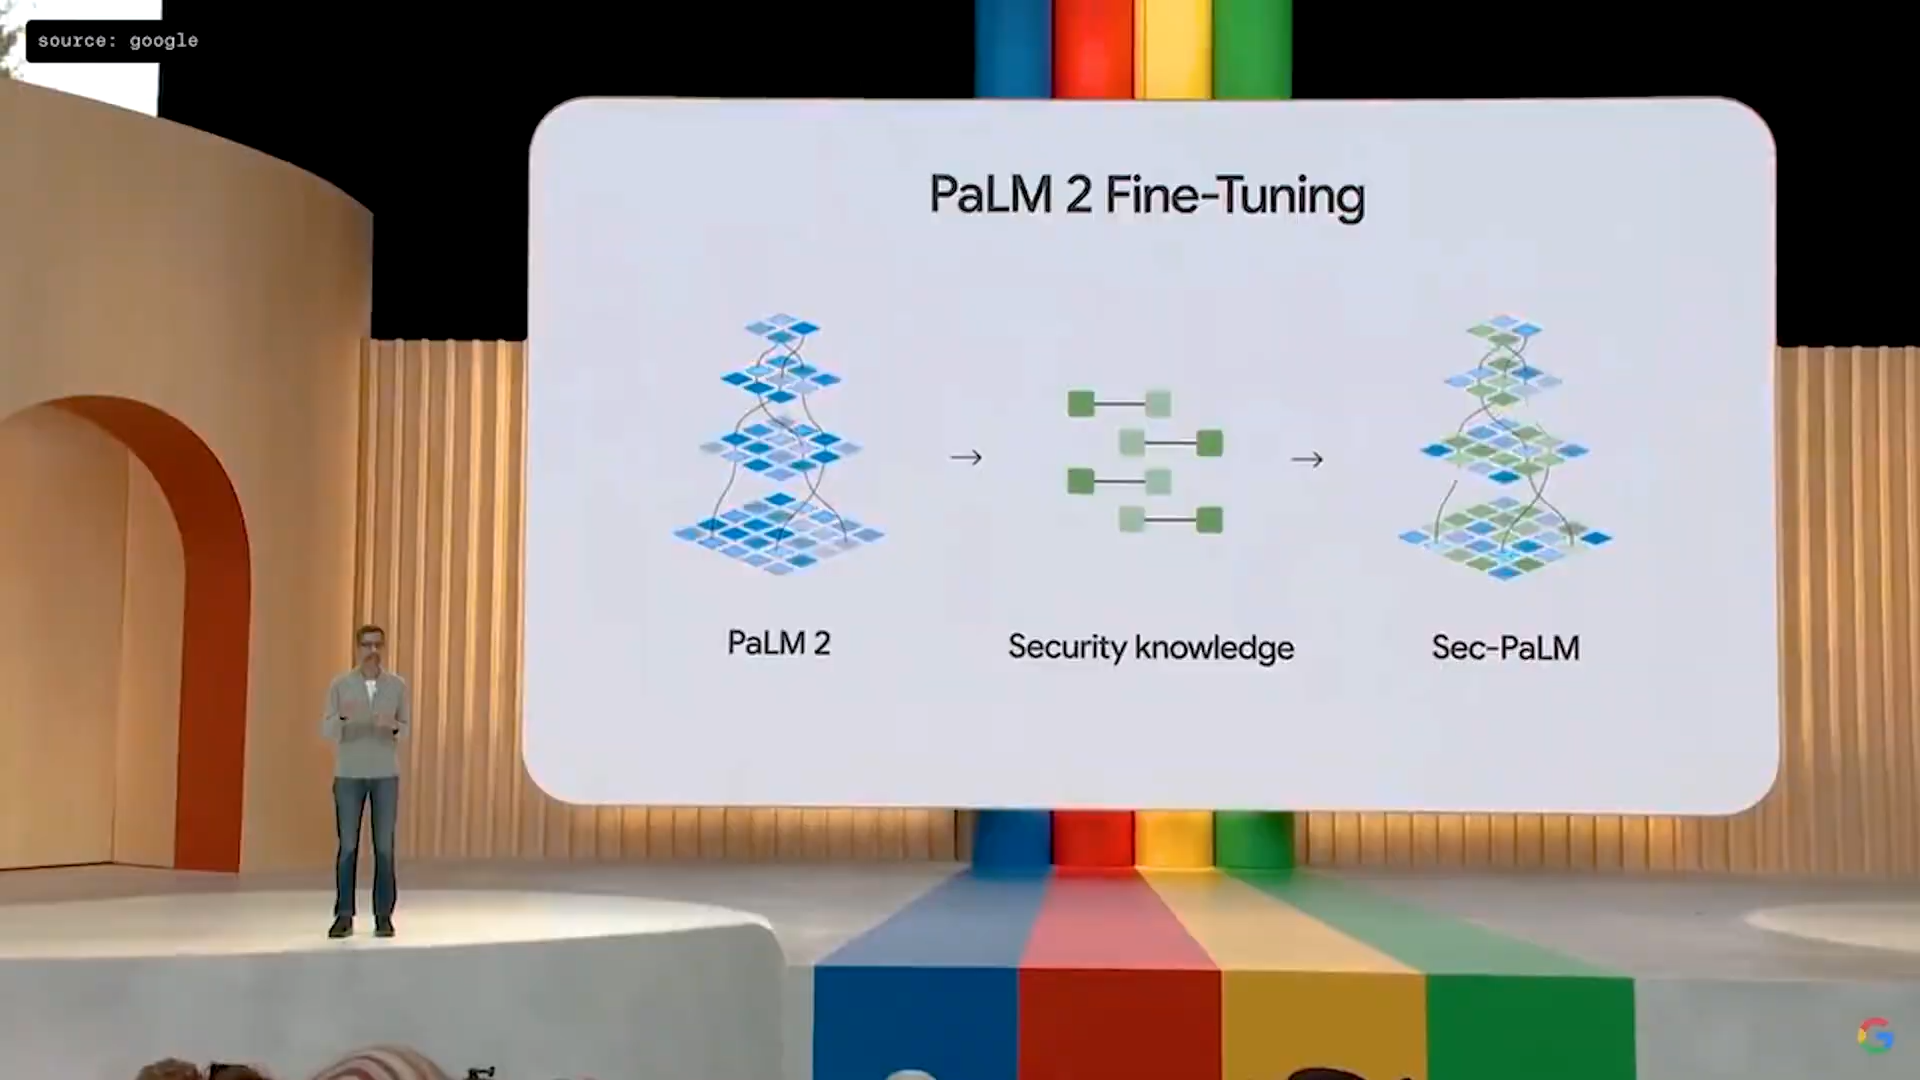 source: google
PaLM 2 Fine-Tuning
PaLM 2
Security knowledge
Sec-PaLM